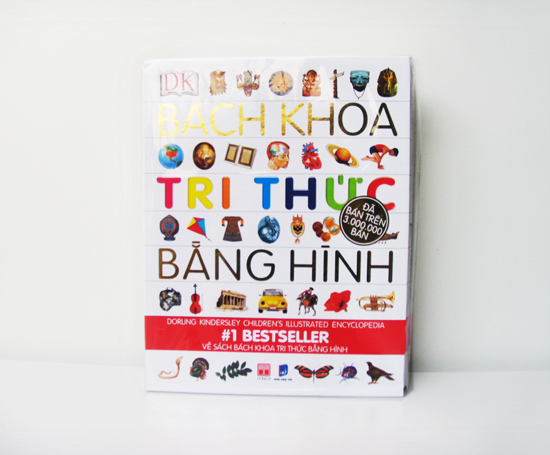 DK
BÁCH KHOA
TRI THỨC
ĐÃ
BÁN TRÊN
3.000.000
BẢN
BẰNG HÌNH
DORLING KINDERSLEY CHILDREN'S ILLUSTRATED ENCYCLOPEDIA
#1 BESTSELLER
VỀ SÁCH BÁCH KHOA TRI THỨC BẰNG HÌNH